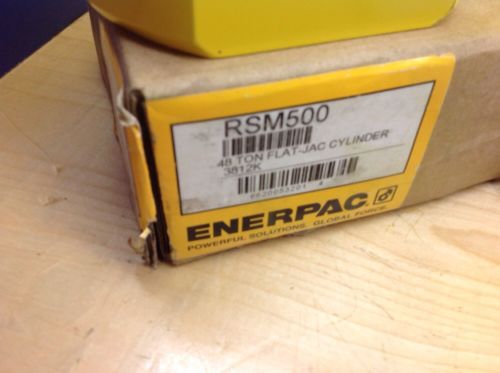 RSM500
48 TON FLAT-JAC CYLINDER
3812K
ENERPAC.
POWERFUL SOLUTIONS. GLOBAL FORCE.